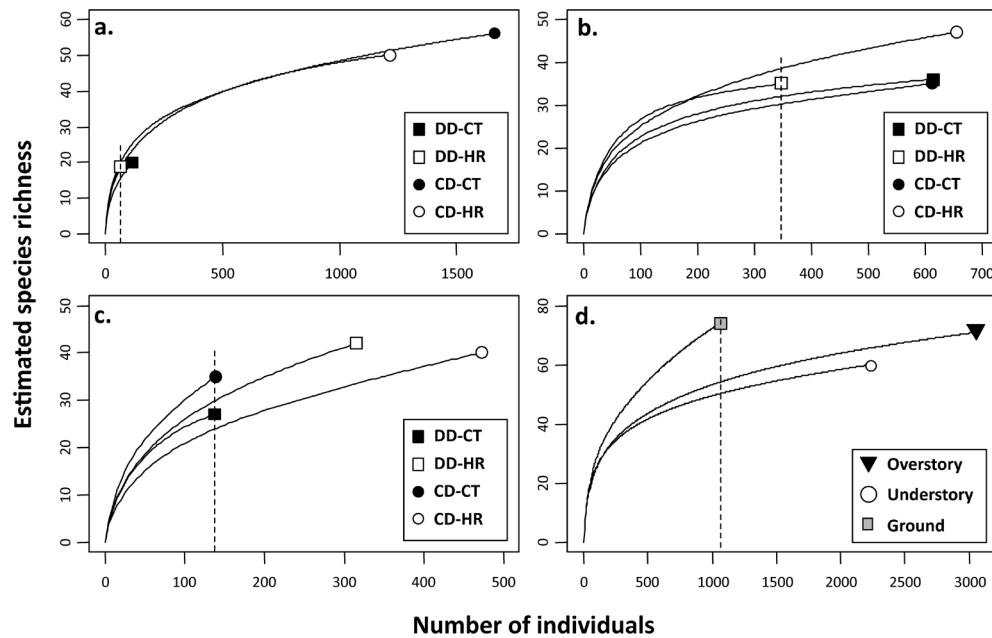 Estimated species richness
a.
0 10 20 30 40 50 60
0 500 1000 1500
DD-CT
DD-HR
CD-CT
CD-HR
b.
0 10 20 30 40 50
0 100 200 300 400 500 600 700
DD-CT
DD-HR
CD-CT
CD-HR
c.
0 10 20 30 40 50
0 100 200 300 400 500
DD-CT
DD-HR
CD-CT
CD-HR
d.
0 20 40 60 80
0 500 1000 1500 2000 2500 3000
Overstory
Understory
Ground
Number of individuals